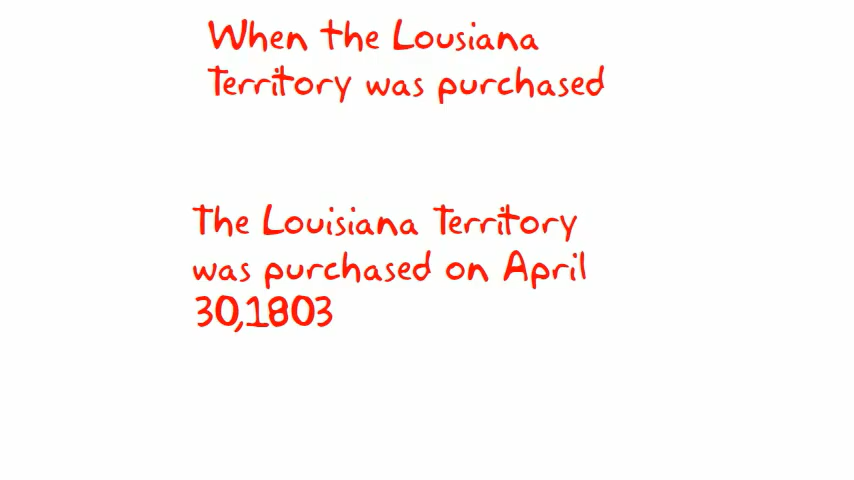 When the Lousiana
Territory was purchased
The Louisiana Territory
was purchased on April
30,1803